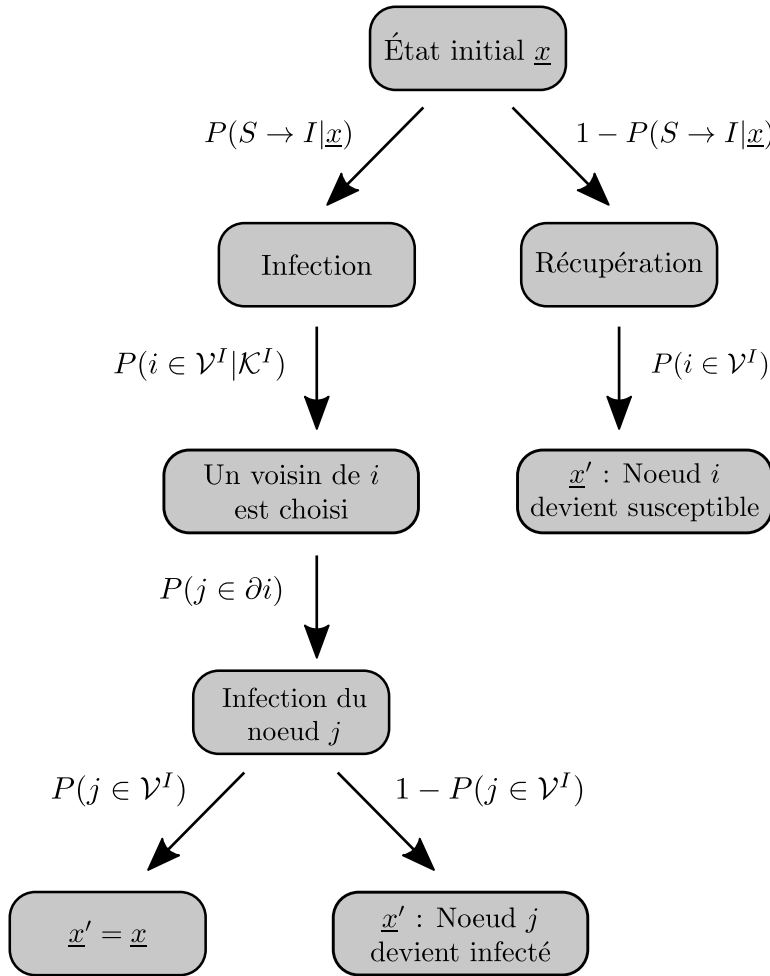 État initial x
P(S → I|x)
1 − P(S → I|x)
Infection
Récupération
P(i ∈ 𝒱^I|𝒦^I)
P(i ∈ 𝒱^I)
Un voisin de i
est choisi
x′ : Noeud i
devient susceptible
P(j ∈ ∂i)
Infection du
noeud j
P(j ∈ 𝒱^I)
1 − P(j ∈ 𝒱^I)
x′ = x
x′ : Noeud j
devient infecté